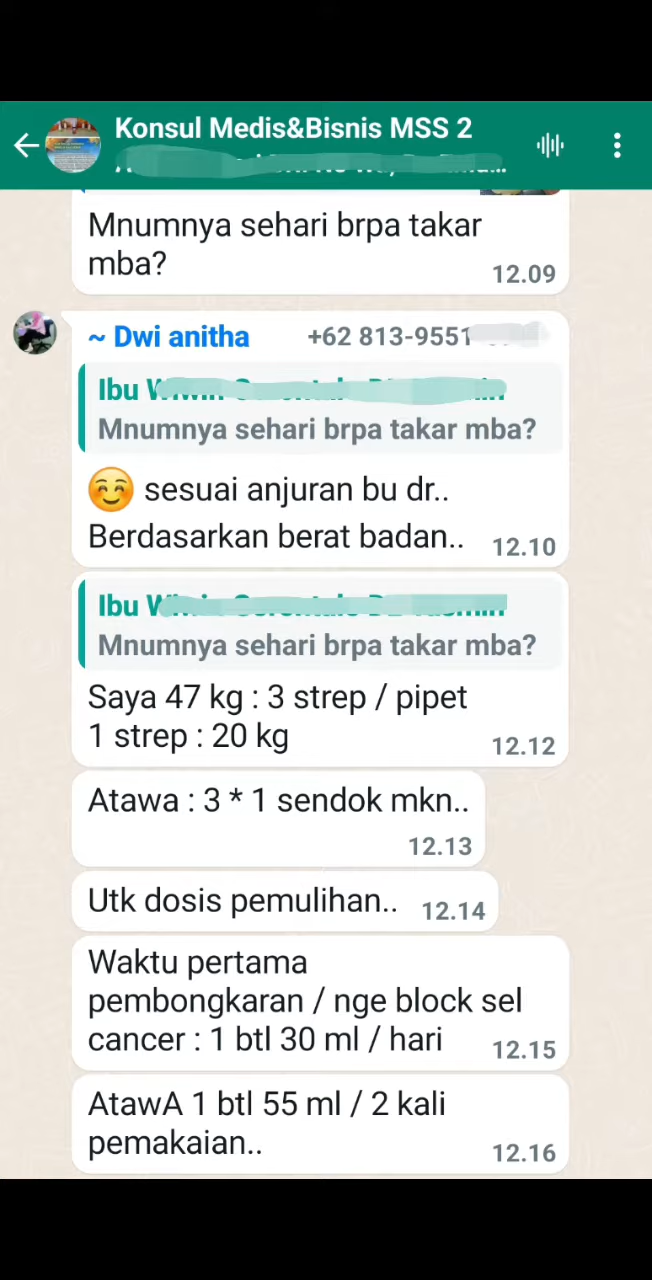 Konsul Medis&Bisnis MSS 2
Mnumnya sehari brpa takar
mba?
12.09
~ Dwi anitha +62 813-9551
Ibu
Mnumnya sehari brpa takar mba?
☺️ sesuai anjuran bu dr..
Berdasarkan berat badan..
12.10
Ibu
Mnumnya sehari brpa takar mba?
Saya 47 kg : 3 strep / pipet
1 strep : 20 kg
12.12
Atawa : 3 * 1 sendok mkn..
12.13
Utk dosis pemulihan..
12.14
Waktu pertama
pembongkaran / nge block sel
cancer : 1 btl 30 ml / hari
12.15
AtawA 1 btl 55 ml / 2 kali
pemakaian..
12.16